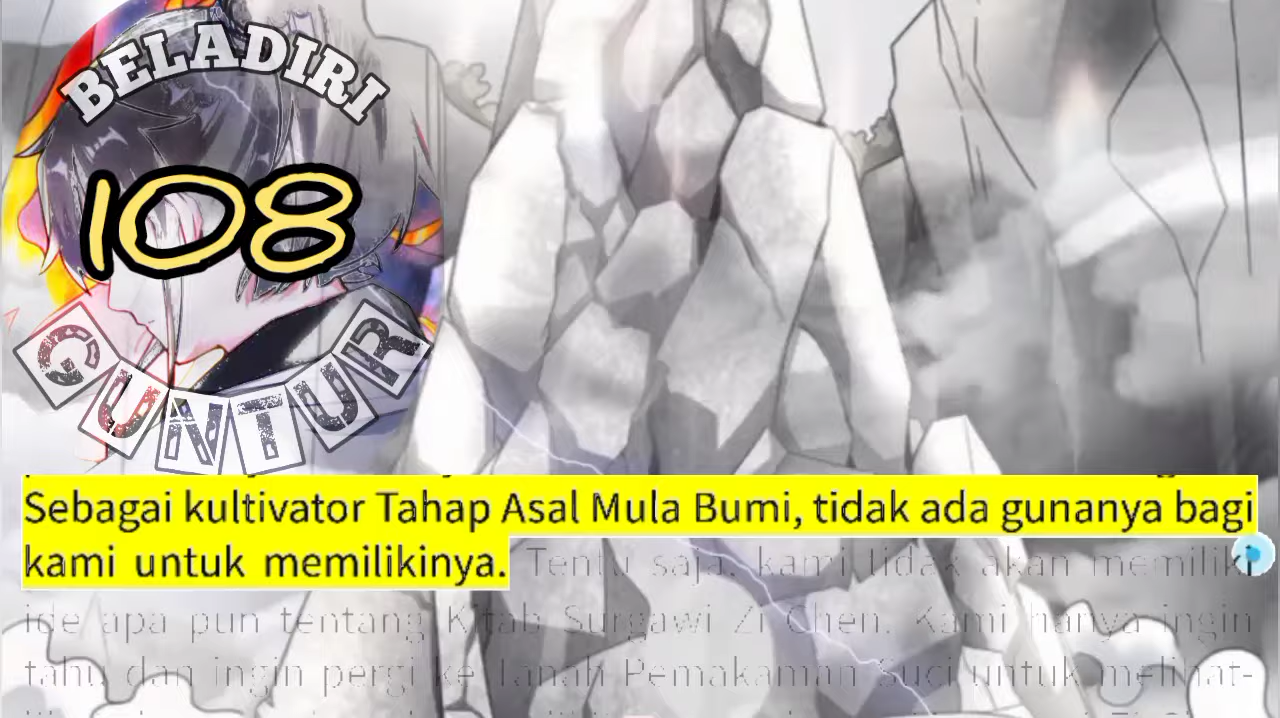 BELADIRI
108
GUNTUR
Sebagai kultivator Tahap Asal Mula Bumi, tidak ada gunanya bagi
kami untuk memilikinya. Tentu saja, kami tidak akan memiliki
ide apa pun tentang Kitab Surgawi Zi Chen. Kami hanya ingin
tahu dan ingin pergi ke Tanah Pemakaman Suci untuk melihat-